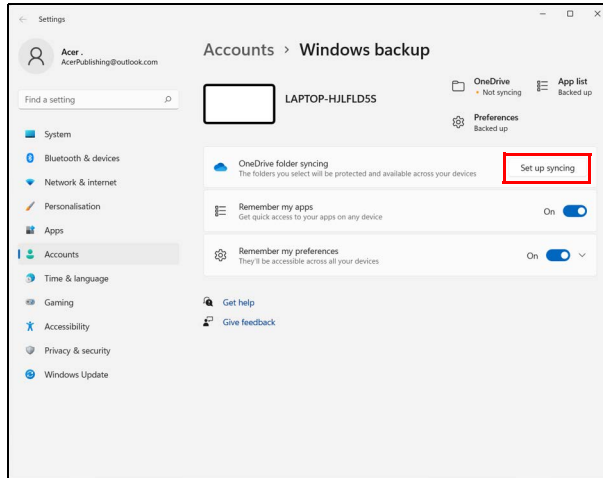 Settings
Acer .
AcerPublishing@outlook.com
Find a setting
System
Bluetooth & devices
Network & internet
Personalisation
Apps
Accounts
Time & language
Gaming
Accessibility
Privacy & security
Windows Update
Accounts > Windows backup
LAPTOP-HJLFLD5S
OneDrive
• Not syncing
App list
Backed up
Preferences
Backed up
OneDrive folder syncing
The folders you select will be protected and available across your devices
Set up syncing
Remember my apps
Get quick access to your apps on any device
On
Remember my preferences
They'll be accessible across all your devices
On
Get help
Give feedback